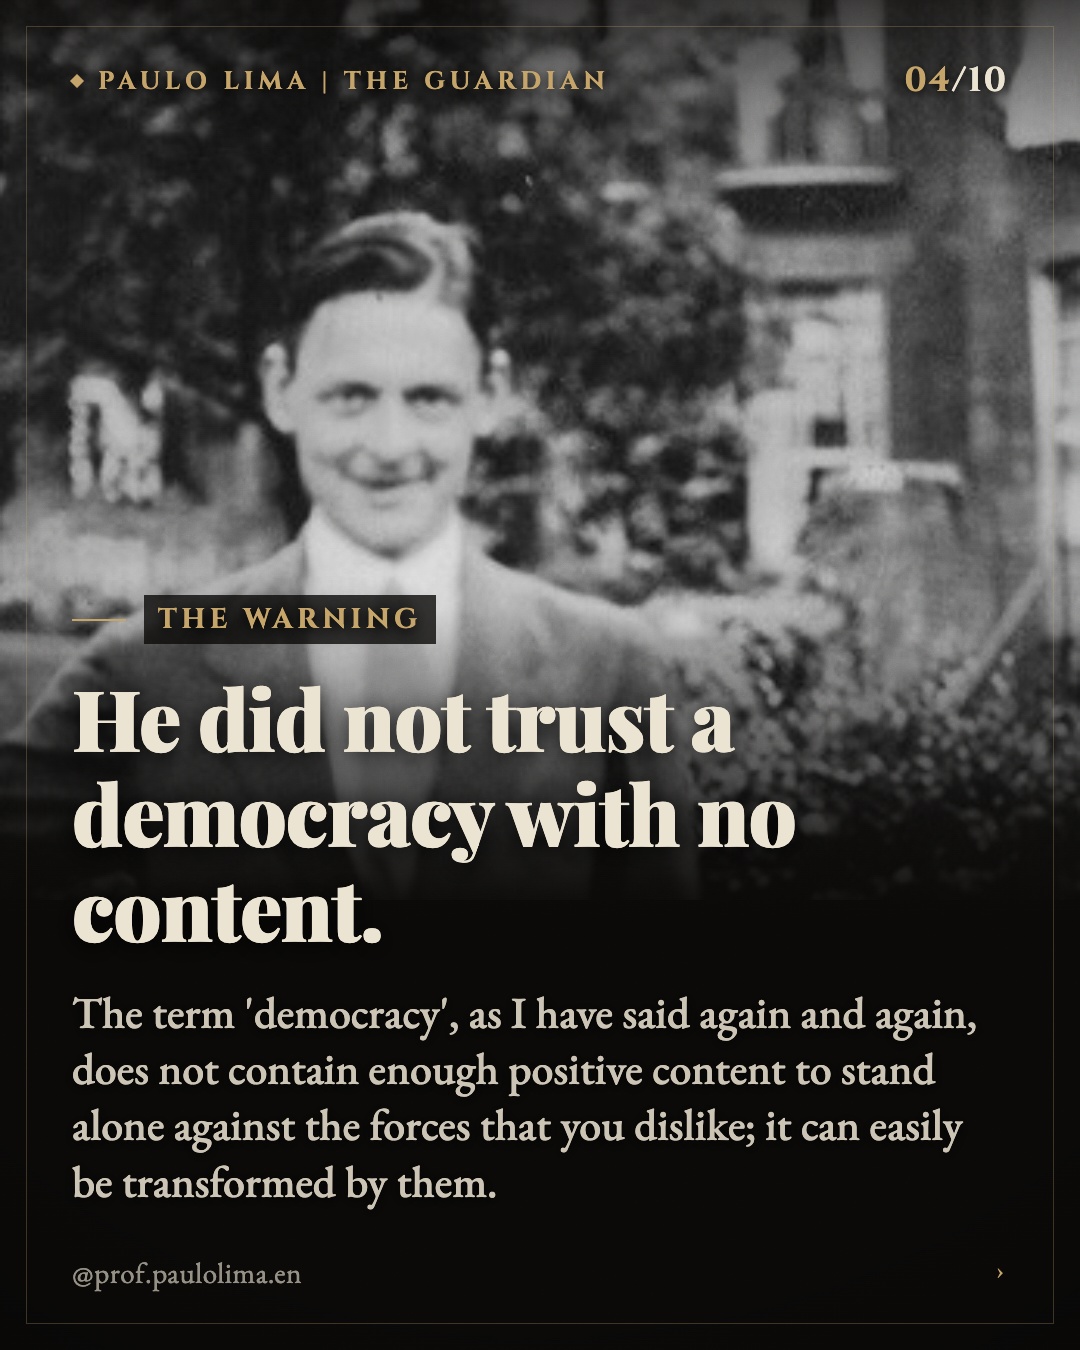 ◆ PAULO LIMA | THE GUARDIAN
04/10
THE WARNING
He did not trust a
democracy with no
content.
The term 'democracy', as I have said again and again,
does not contain enough positive content to stand
alone against the forces that you dislike; it can easily
be transformed by them.
@prof.paulolima.en
›